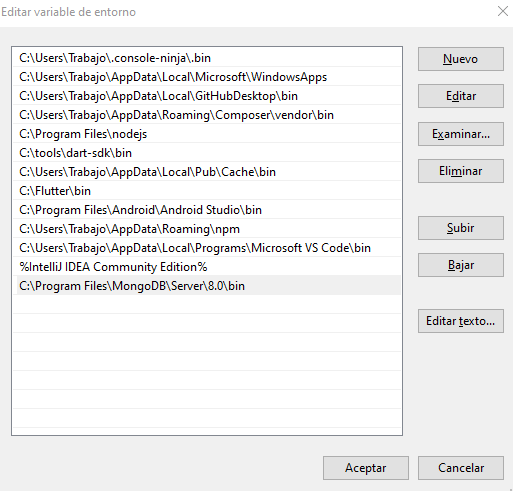 Editar variable de entorno
C:\Users\Trabajo\.console-ninja\.bin
C:\Users\Trabajo\AppData\Local\Microsoft\WindowsApps
C:\Users\Trabajo\AppData\Local\GitHubDesktop\bin
C:\Users\Trabajo\AppData\Roaming\Composer\vendor\bin
C:\Program Files\nodejs
C:\tools\dart-sdk\bin
C:\Users\Trabajo\AppData\Local\Pub\Cache\bin
C:\Flutter\bin
C:\Program Files\Android\Android Studio\bin
C:\Users\Trabajo\AppData\Roaming\npm
C:\Users\Trabajo\AppData\Local\Programs\Microsoft VS Code\bin
%IntelliJ IDEA Community Edition%
C:\Program Files\MongoDB\Server\8.0\bin
Nuevo
Editar
Examinar...
Eliminar
Subir
Bajar
Editar texto...
Aceptar
Cancelar